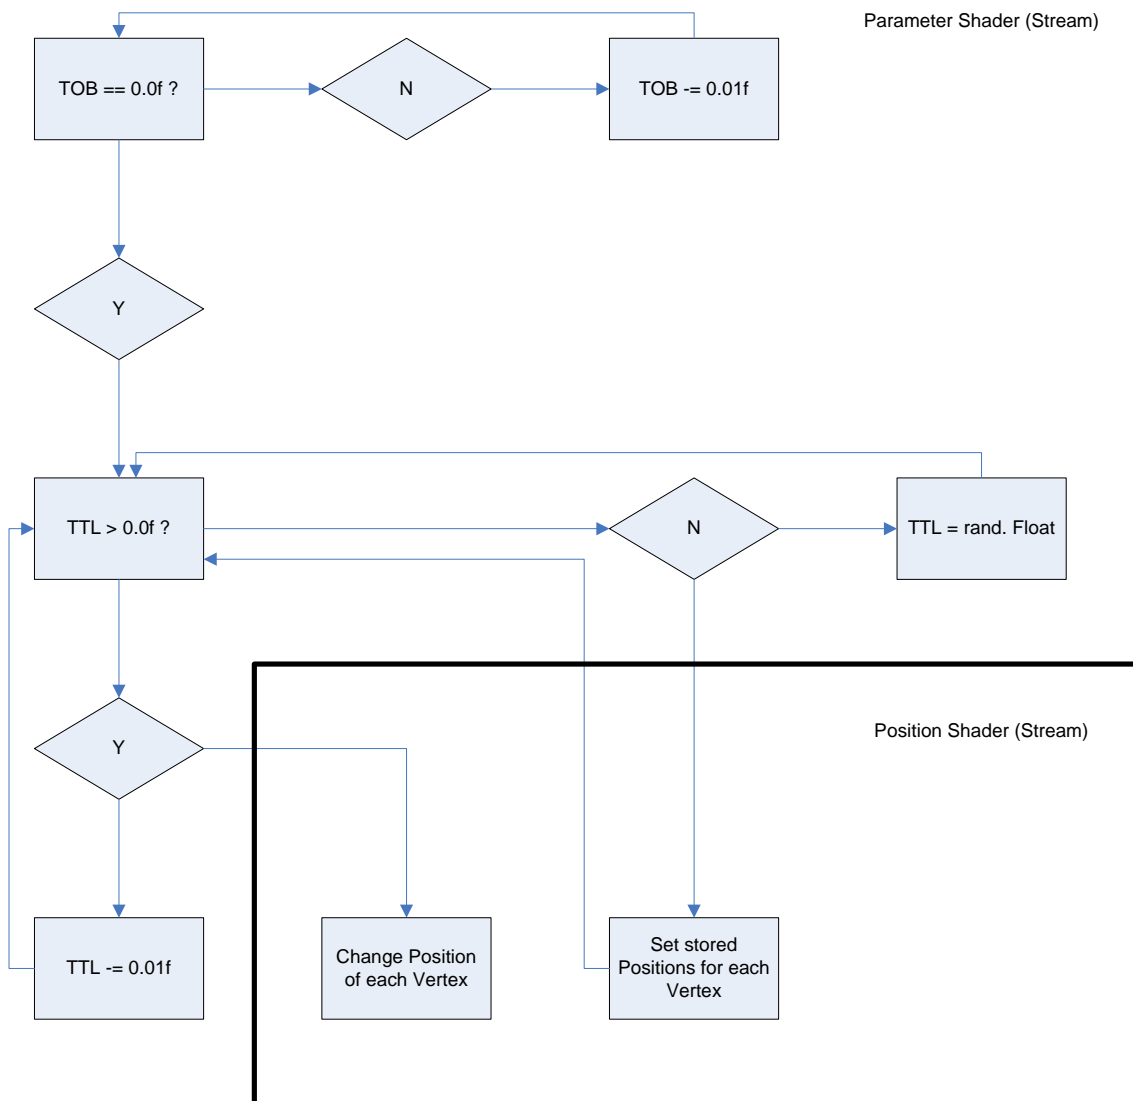 Parameter Shader (Stream)
TOB == 0.0f ?
N
TOB -= 0.01f
Y
TTL > 0.0f ?
N
TTL = rand. Float
Position Shader (Stream)
Y
TTL -= 0.01f
Change Position
of each Vertex
Set stored
Positions for each
Vertex